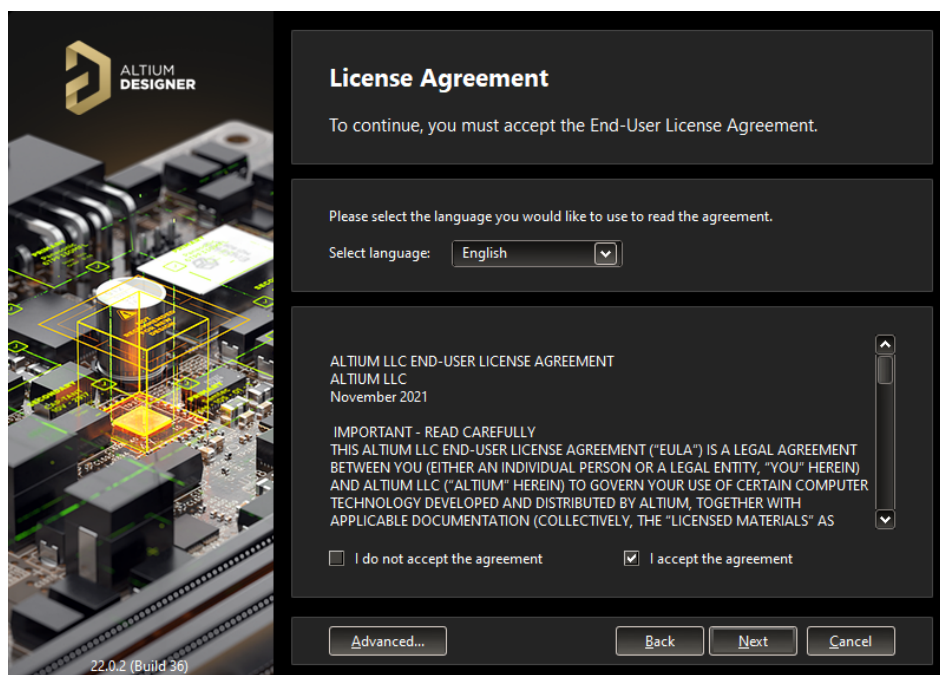 ALTIUM
DESIGNER
License Agreement
To continue, you must accept the End-User License Agreement.
Please select the language you would like to use to read the agreement.
Select language: English
ALTIUM LLC END-USER LICENSE AGREEMENT
ALTIUM LLC
November 2021
IMPORTANT - READ CAREFULLY
THIS ALTIUM LLC END-USER LICENSE AGREEMENT (“EULA”) IS A LEGAL AGREEMENT
BETWEEN YOU (EITHER AN INDIVIDUAL PERSON OR A LEGAL ENTITY, “YOU” HEREIN)
AND ALTIUM LLC (“ALTIUM” HEREIN) TO GOVERN YOUR USE OF CERTAIN COMPUTER
TECHNOLOGY DEVELOPED AND DISTRIBUTED BY ALTIUM, TOGETHER WITH
APPLICABLE DOCUMENTATION (COLLECTIVELY, THE “LICENSED MATERIALS” AS
I do not accept the agreement I accept the agreement
Advanced... Back Next Cancel
22.0.2 (Build 36)